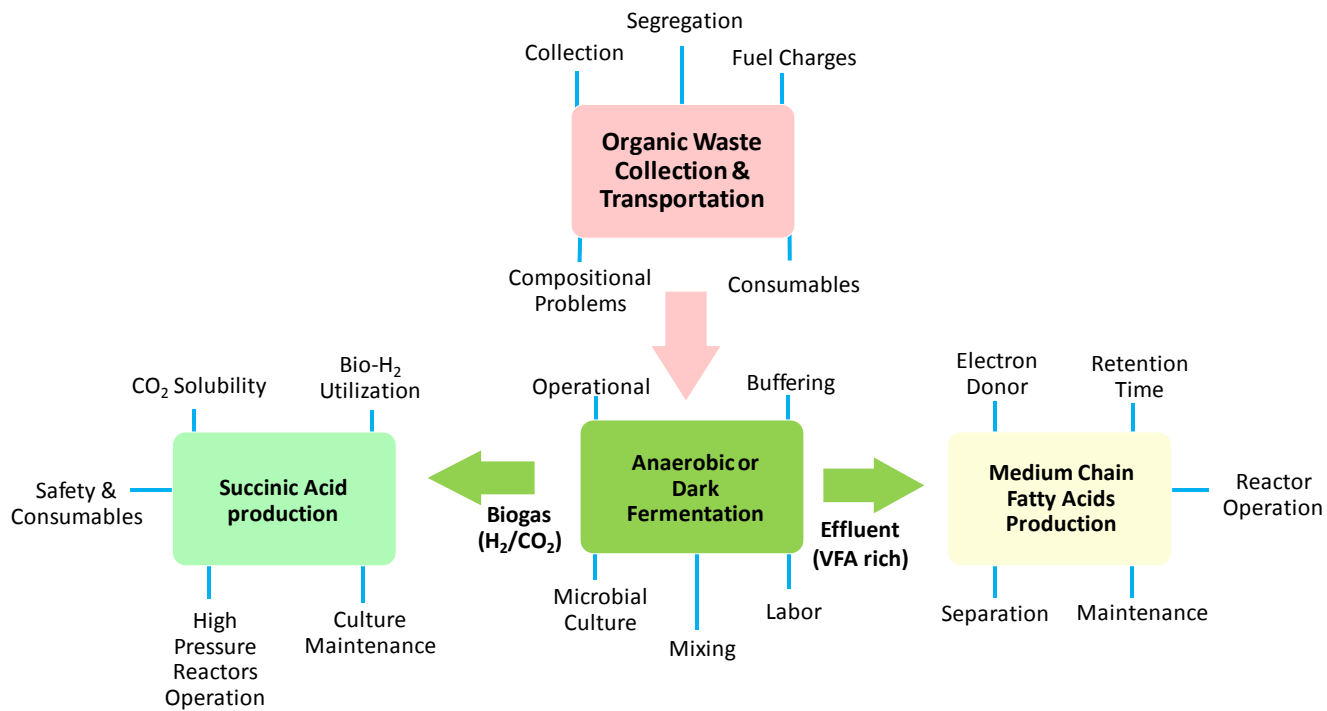 Segregation
Collection
Fuel Charges
Organic Waste
Collection &
Transportation
Compositional
Problems
Consumables
CO₂ Solubility
Bio-H₂
Utilization
Safety &
Consumables
Succinic Acid
production
High
Pressure
Reactors
Operation
Culture
Maintenance
Biogas
(H₂/CO₂)
Operational
Buffering
Anaerobic or
Dark
Fermentation
Microbial
Culture
Mixing
Labor
Effluent
(VFA rich)
Electron
Donor
Retention
Time
Medium Chain
Fatty Acids
Production
Reactor
Operation
Separation
Maintenance